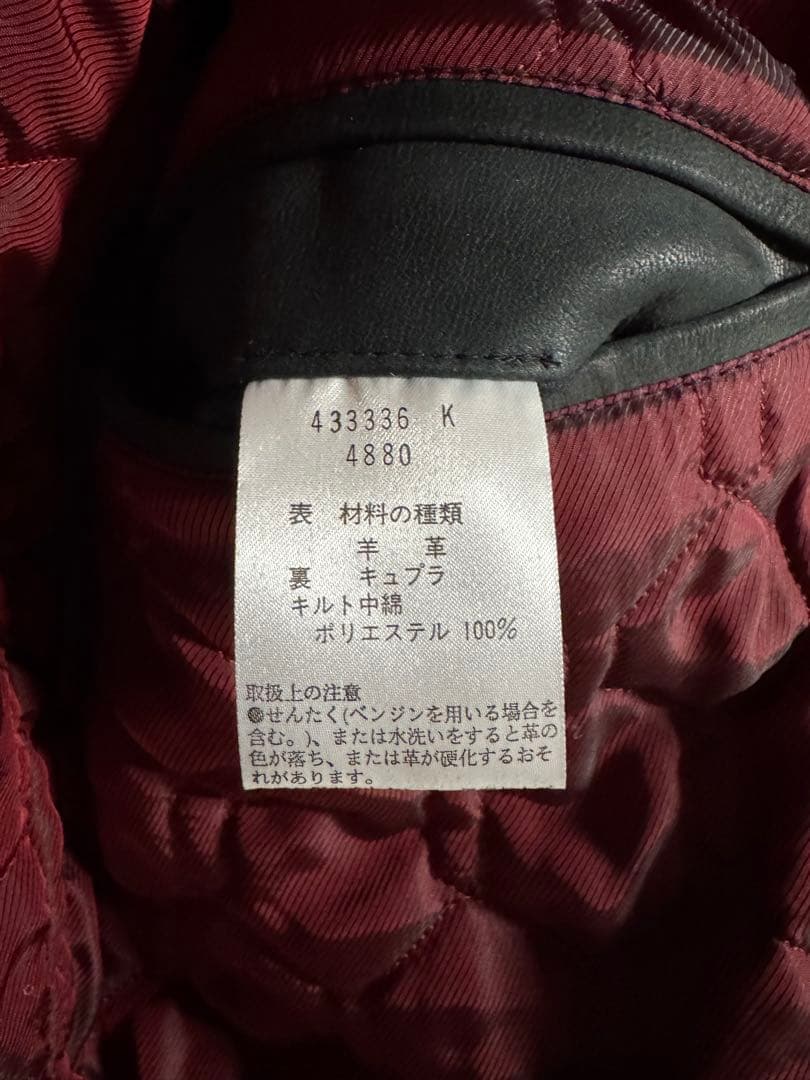 433336 K
4880
表 材料の種類
羊 革
裏 キュプラ
キルト中綿
ポリエステル 100%
取扱上の注意
●せんたく(ベンジンを用いる場合を
含む。)、または水洗いをすると革の
色が落ち、または革が硬化するおそ
れがあります。